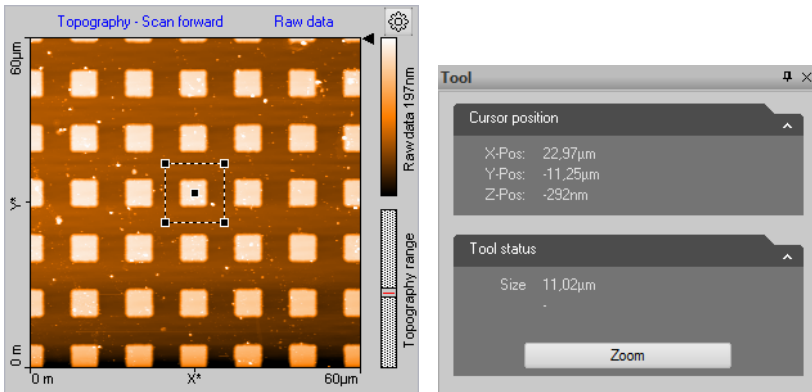 Topography - Scan forward Raw data
60µm
Y*
0 m
0 m X* 60µm
Raw data 197nm
Topography range
Tool
Cursor position
X-Pos: 22,97µm
Y-Pos: -11,25µm
Z-Pos: -292nm
Tool status
Size 11,02µm
-
Zoom